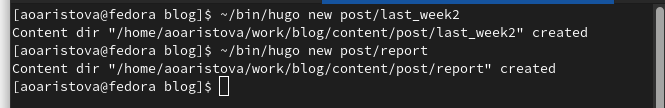 [aoaristova@fedora blog]$ ~/bin/hugo new post/last_week2
Content dir "/home/aoaristova/work/blog/content/post/last_week2" created
[aoaristova@fedora blog]$ ~/bin/hugo new post/report
Content dir "/home/aoaristova/work/blog/content/post/report" created
[aoaristova@fedora blog]$